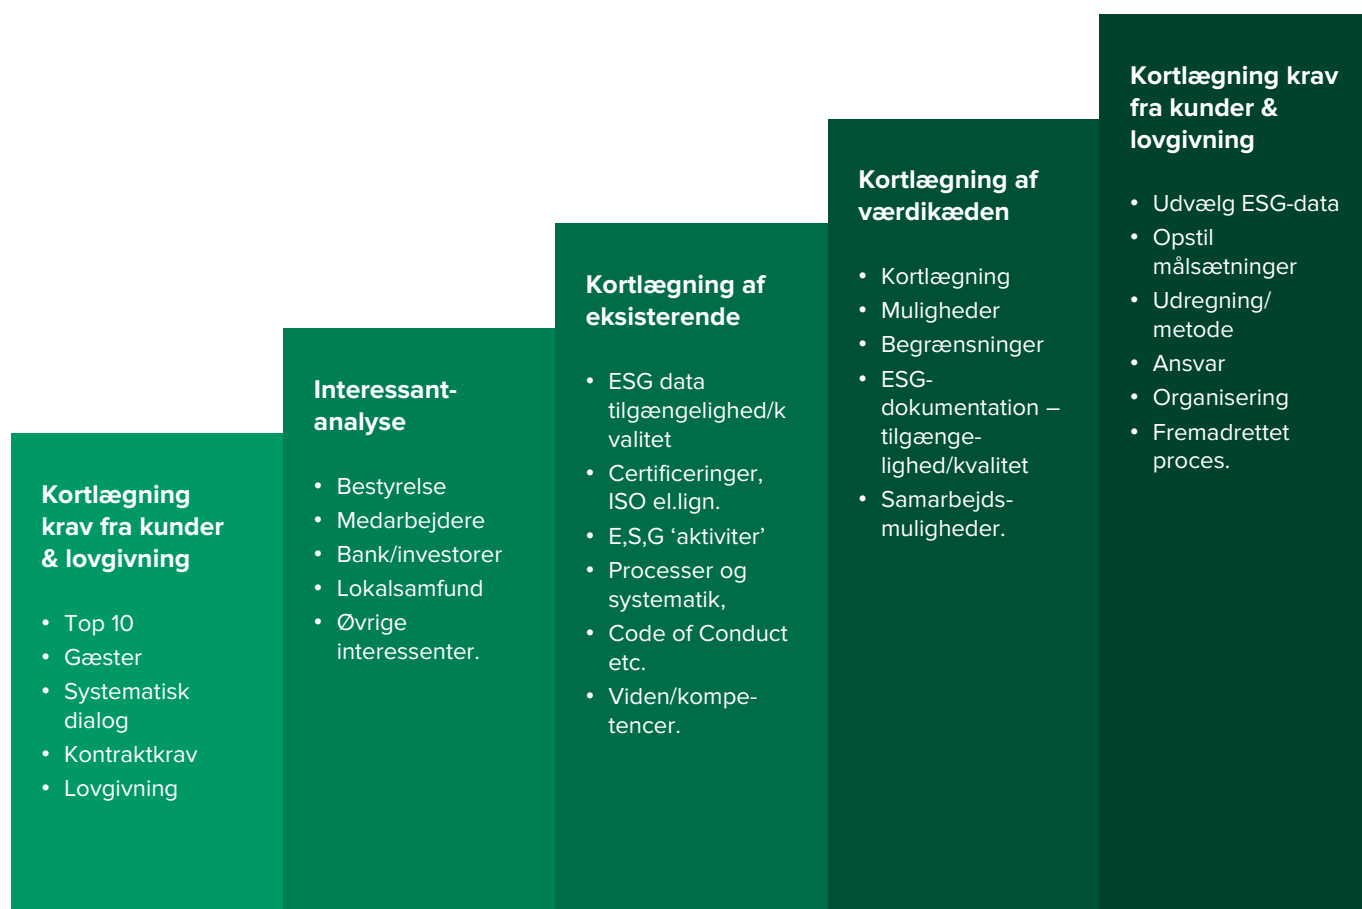 Kortlægning
krav fra kunder
& lovgivning
• Top 10
• Gæster
• Systematisk
dialog
• Kontraktkrav
• Lovgivning
Interessant-
analyse
• Bestyrelse
• Medarbejdere
• Bank/investorer
• Lokalsamfund
• Øvrige
interessenter.
Kortlægning af
eksisterende
• ESG data
tilgængelighed/k
valitet
• Certificeringer,
ISO el.lign.
• E,S,G ‘aktiviter’
• Processer og
systematik,
• Code of Conduct
etc.
• Viden/kompe-
tencer.
Kortlægning af
værdikæden
• Kortlægning
• Muligheder
• Begrænsninger
• ESG-
dokumentation –
tilgænge-
lighed/kvalitet
• Samarbejds-
muligheder.
Kortlægning krav
fra kunder &
lovgivning
• Udvælg ESG-data
• Opstil
målsætninger
• Udregning/
metode
• Ansvar
• Organisering
• Fremadrettet
proces.